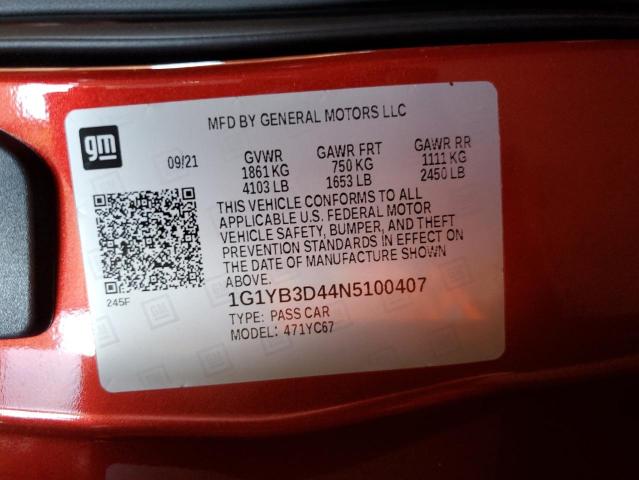 MFD BY GENERAL MOTORS LLC
gm
09/21
GVWR GAWR FRT GAWR RR
1861 KG 750 KG 1111 KG
4103 LB 1653 LB 2450 LB
THIS VEHICLE CONFORMS TO ALL
APPLICABLE U.S. FEDERAL MOTOR
VEHICLE SAFETY, BUMPER, AND THEFT
PREVENTION STANDARDS IN EFFECT ON
THE DATE OF MANUFACTURE SHOWN
ABOVE.
245F
1G1YB3D44N5100407
TYPE: PASS CAR
MODEL: 471YC67